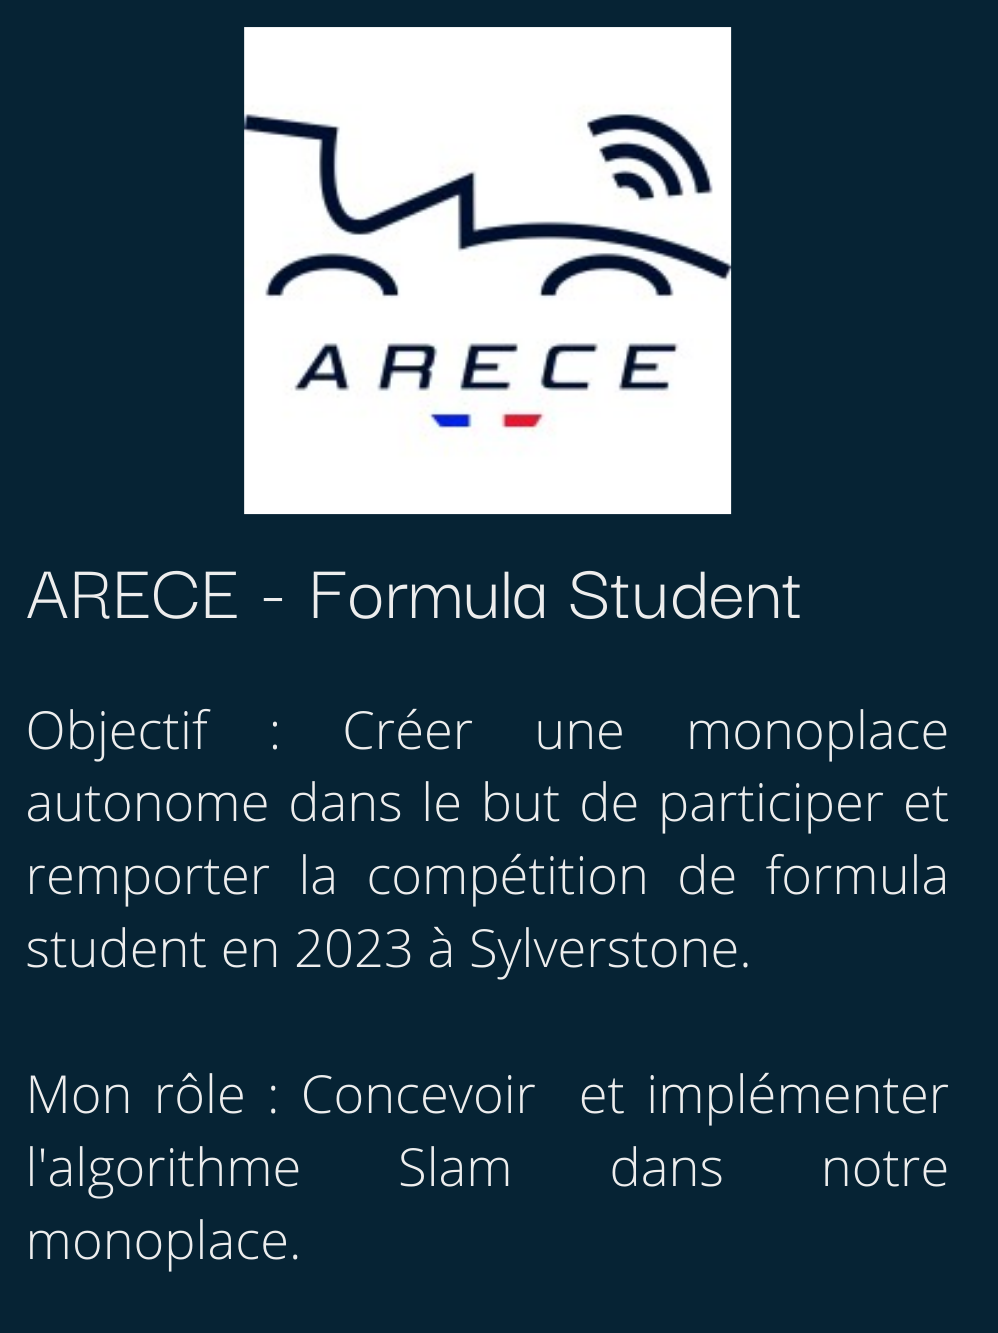 ARECE
ARECE - Formula Student
Objectif : Créer une monoplace
autonome dans le but de participer et
remporter la compétition de formula
student en 2023 à Sylverstone.
Mon rôle : Concevoir et implémenter
l'algorithme Slam dans notre
monoplace.